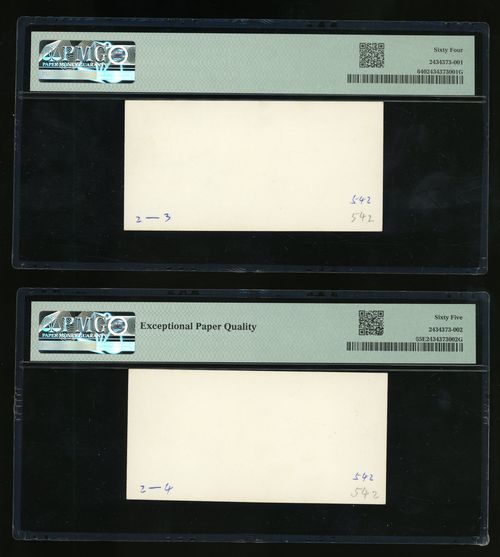 PMG
PAPER MONEY GUARANTY
Sixty Four
2434373-001
6402434373001G
542
2-3
542
PMG
PAPER MONEY GUARANTY
Exceptional Paper Quality
Sixty Five
2434373-002
65E2434373002G
542
2-4
542